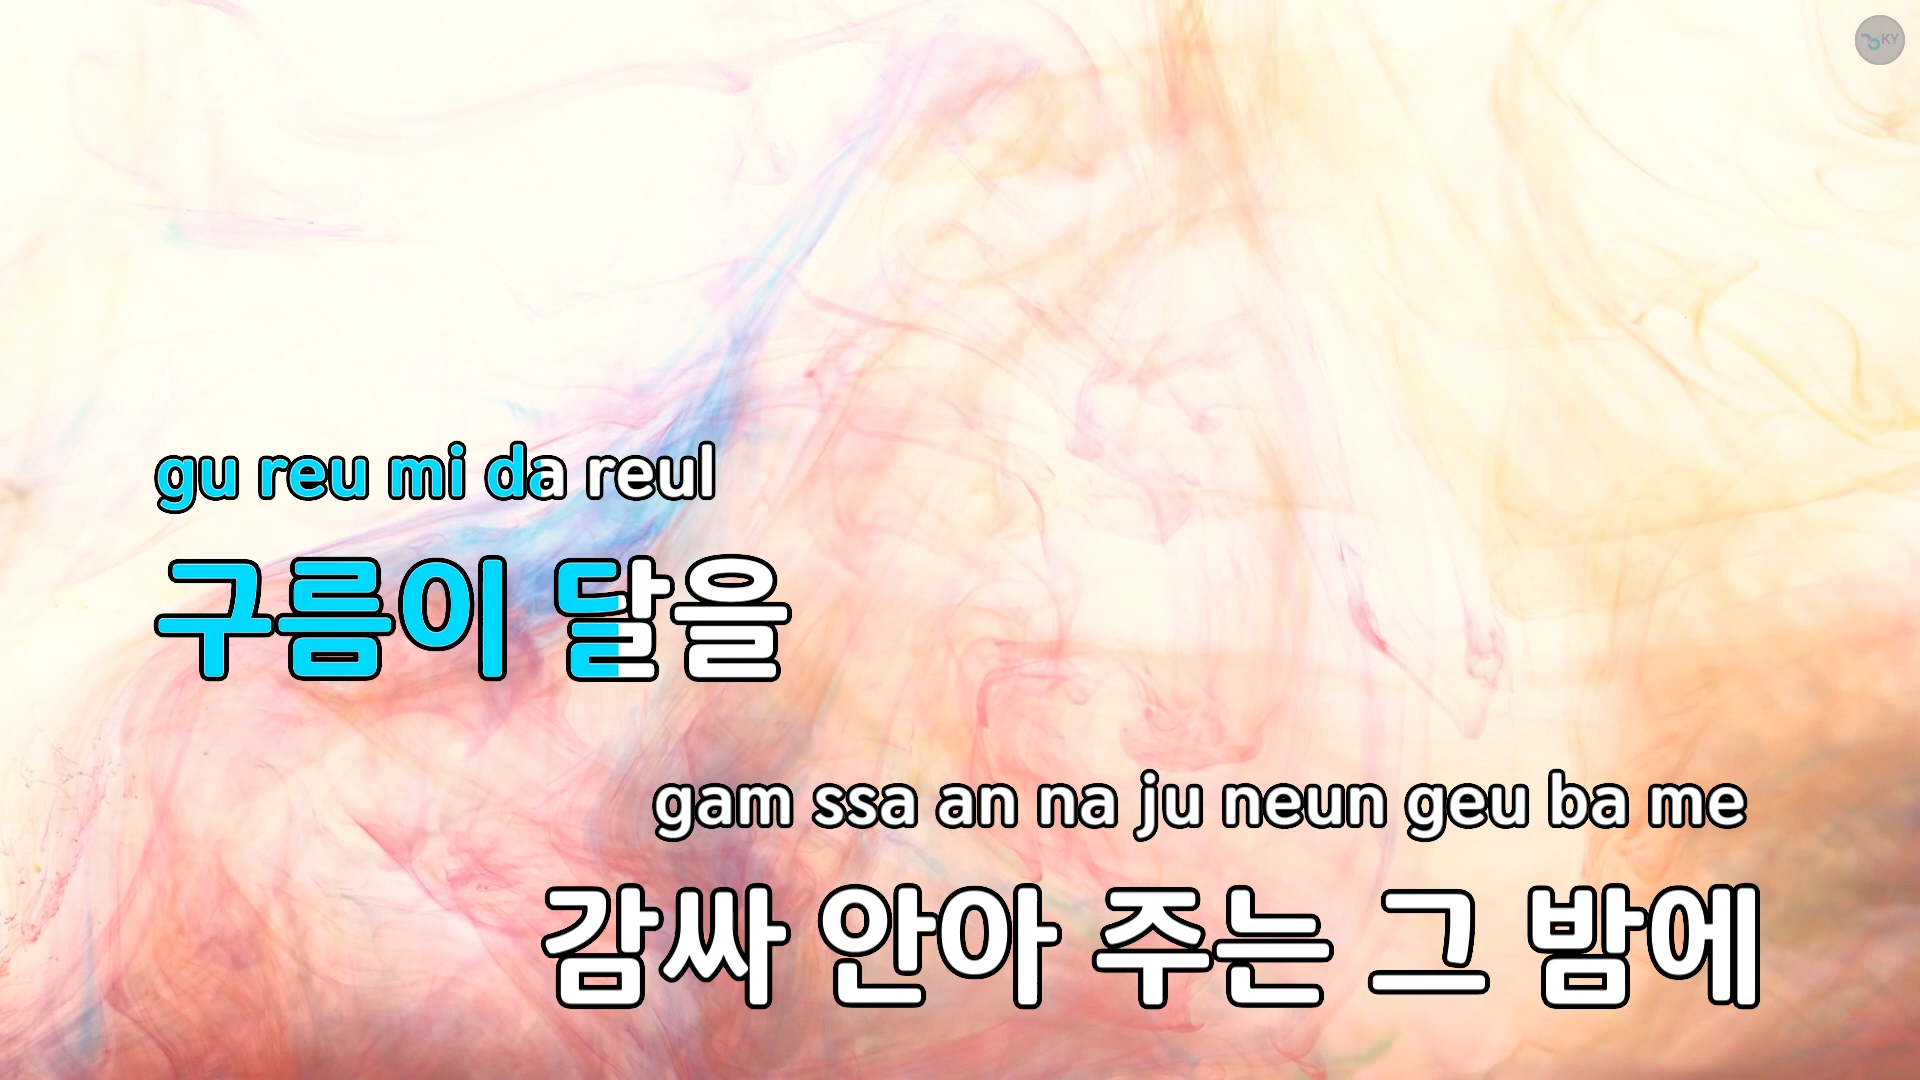 KY
gu reu mi da reul
구름이 달을
gam ssa an na ju neun geu ba me
감싸 안아 주는 그 밤에